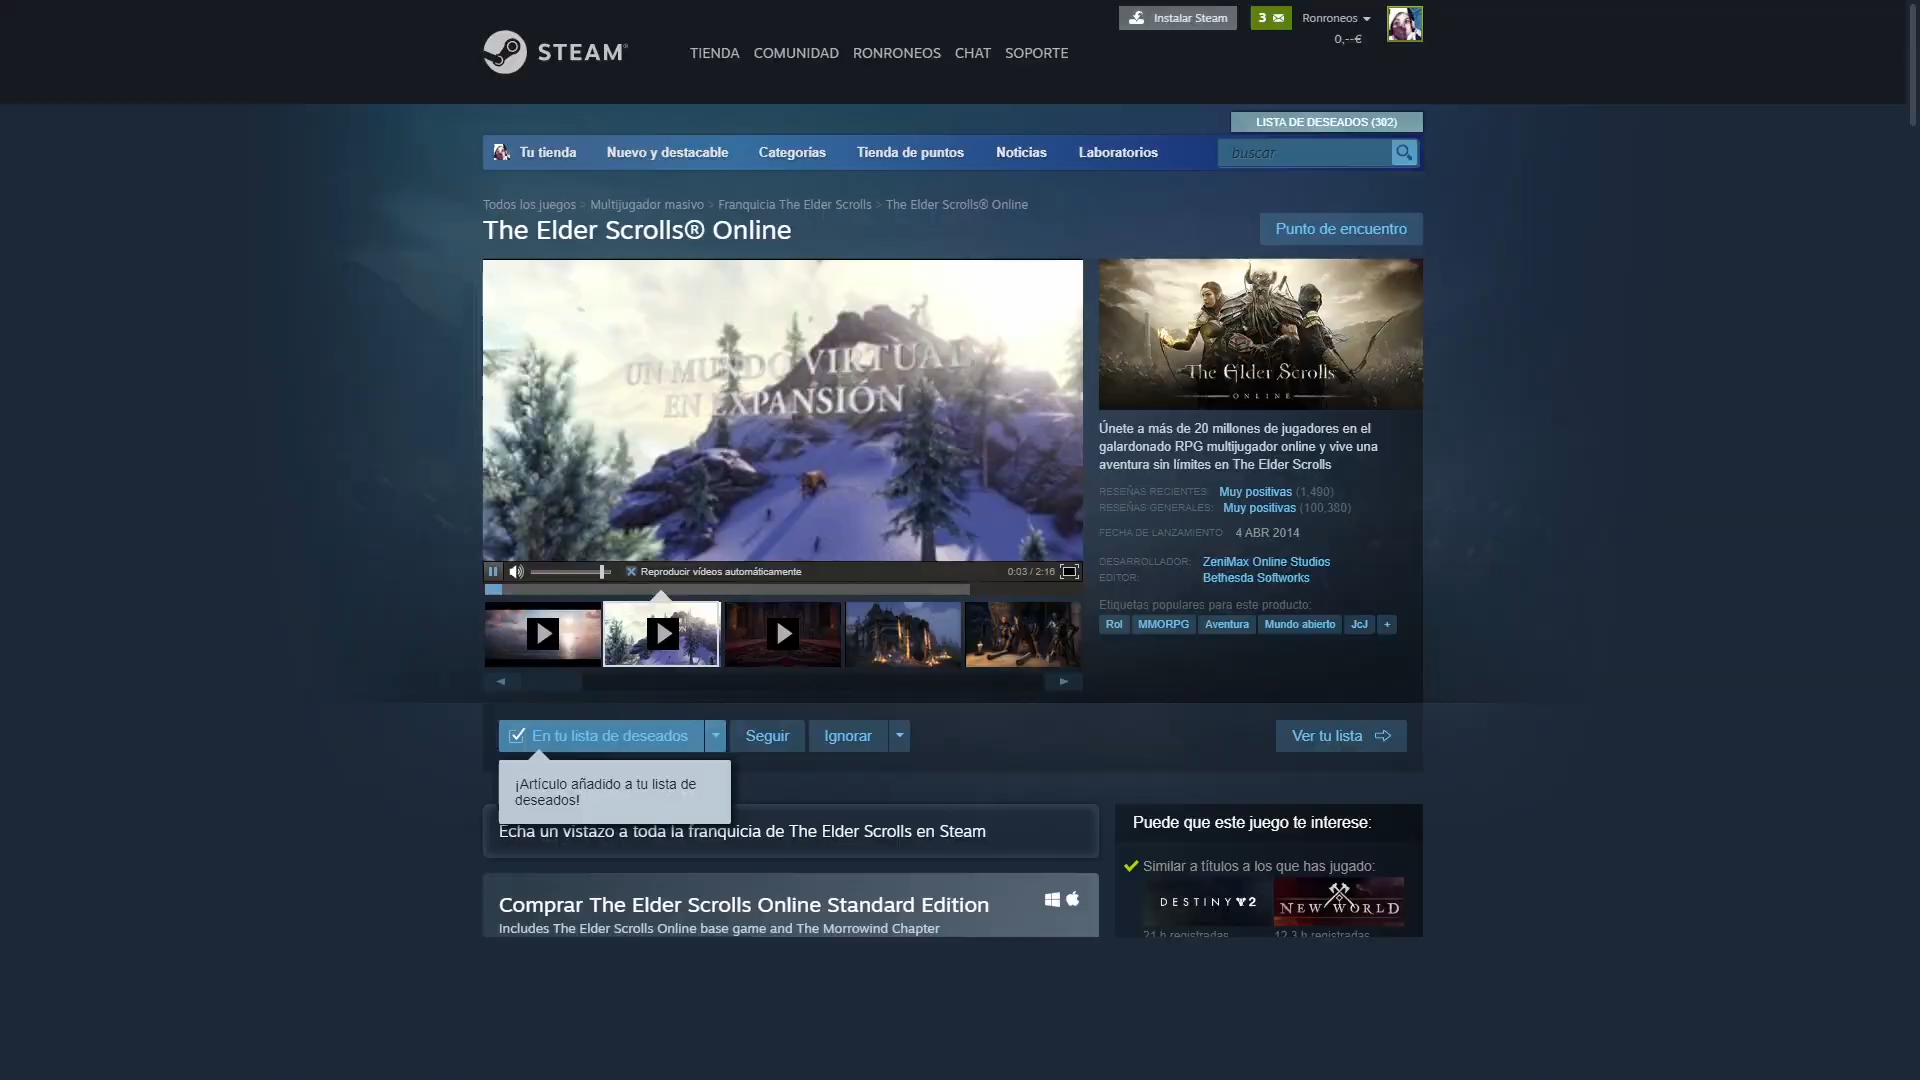 Instalar Steam
3
Ronroneos
0,--€
STEAM®
TIENDA COMUNIDAD RONRONEOS CHAT SOPORTE
LISTA DE DESEADOS (302)
Tu tienda Nuevo y destacable Categorías Tienda de puntos Noticias Laboratorios
buscar
Todos los juegos > Multijugador masivo > Franquicia The Elder Scrolls > The Elder Scrolls® Online
The Elder Scrolls® Online
Punto de encuentro
UN MUNDO VIRTUAL
EN EXPANSIÓN
Reproducir vídeos automáticamente
0:03 / 2:16
The Elder Scrolls
ONLINE
Únete a más de 20 millones de jugadores en el
galardonado RPG multijugador online y vive una
aventura sin límites en The Elder Scrolls
RESEÑAS RECIENTES: Muy positivas (1,490)
RESEÑAS GENERALES: Muy positivas (100,380)
FECHA DE LANZAMIENTO: 4 ABR 2014
DESARROLLADOR: ZeniMax Online Studios
EDITOR: Bethesda Softworks
Etiquetas populares para este producto:
Rol MMORPG Aventura Mundo abierto JcJ +
En tu lista de deseados Seguir Ignorar
Ver tu lista
¡Artículo añadido a tu lista de
deseados!
Echa un vistazo a toda la franquicia de The Elder Scrolls en Steam
Comprar The Elder Scrolls Online Standard Edition
Includes The Elder Scrolls Online base game and The Morrowind Chapter
Puede que este juego te interese:
Similar a títulos a los que has jugado:
DESTINY 2 NEW WORLD
21 h registradas 12.3 h registradas